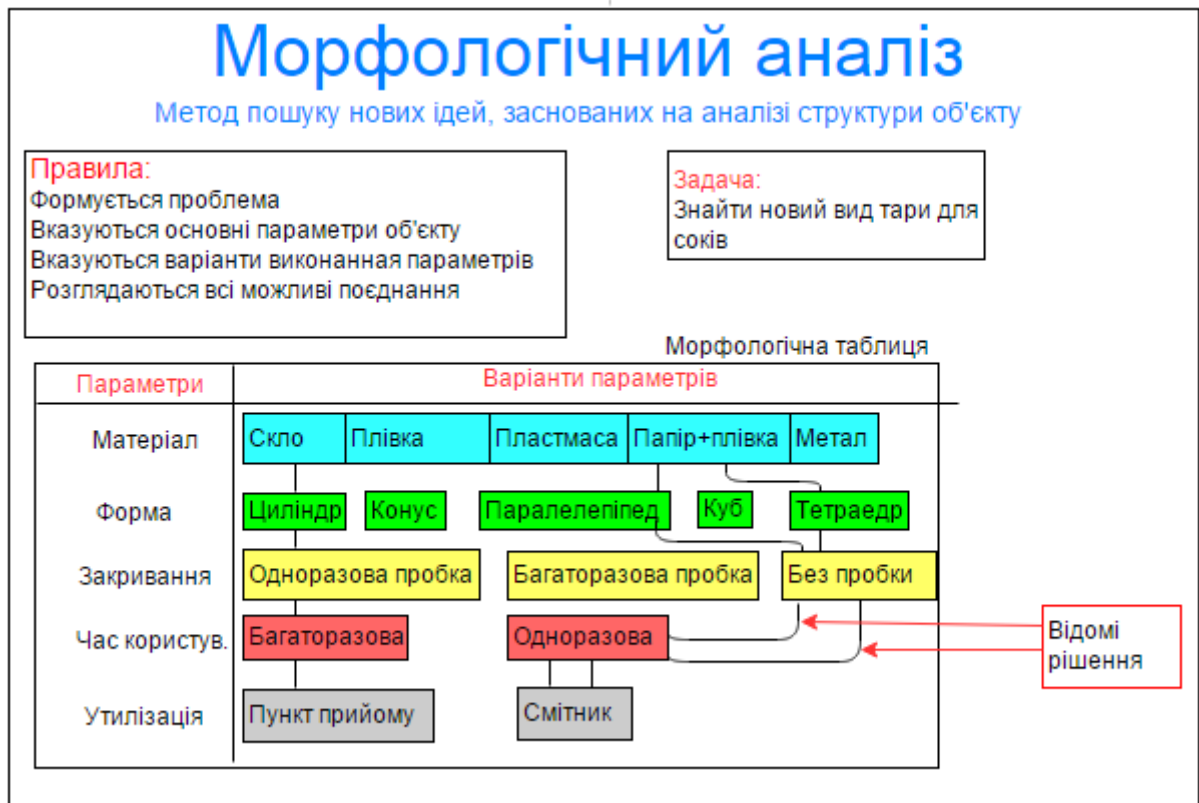 Морфологічний аналіз
Метод пошуку нових ідей, заснованих на аналізі структури об'єкту
Правила:
Формується проблема
Вказуються основні параметри об'єкту
Вказуються варіанти виконанная параметрів
Розглядаються всі можливі поєднання
Задача:
Знайти новий вид тари для
соків
Морфологічна таблиця
Параметри Варіанти параметрів
Матеріал Скло Плівка Пластмаса Папір+плівка Метал
Форма Циліндр Конус Паралелепіпед Куб Тетраедр
Закривання Одноразова пробка Багаторазова пробка Без пробки
Час користув. Багаторазова Одноразова
Відомі
рішення
Утилізація Пункт прийому Смітник